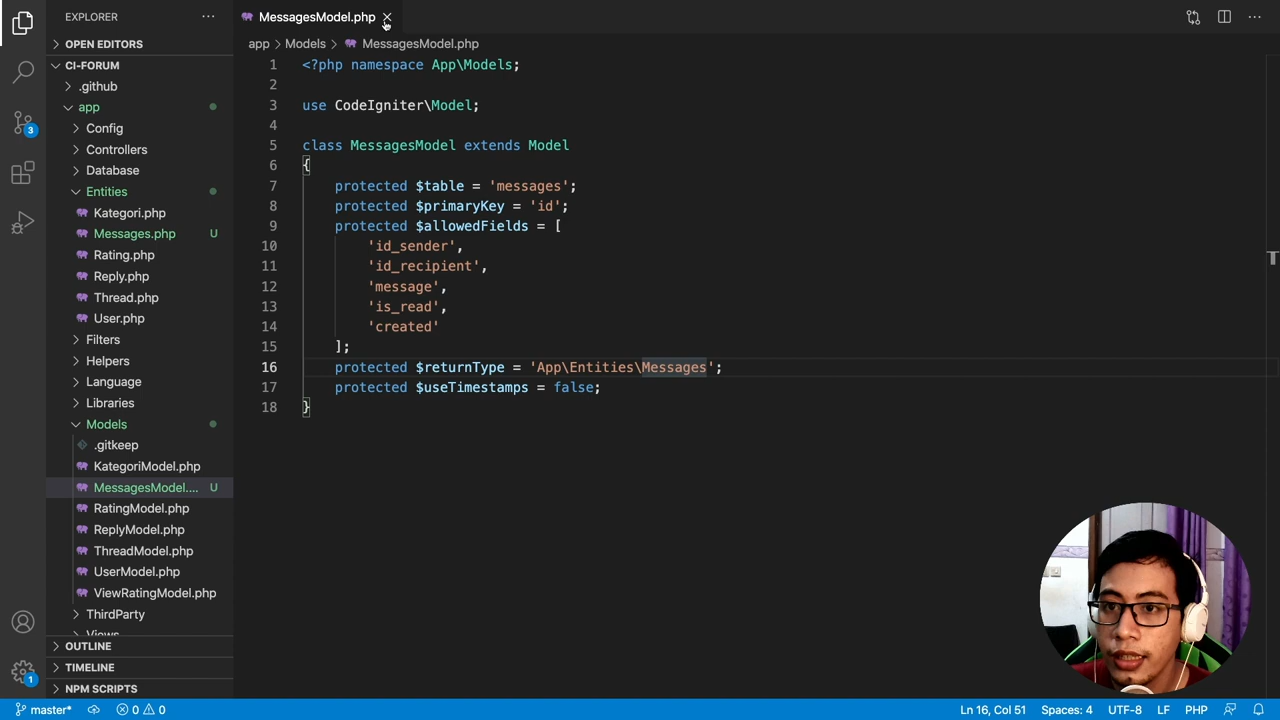 EXPLORER
MessagesModel.php
OPEN EDITORS
app > Models > MessagesModel.php
CI-FORUM
.github
app
Config
Controllers
Database
Entities
Kategori.php
Messages.php U
Rating.php
Reply.php
Thread.php
User.php
Filters
Helpers
Language
Libraries
Models
.gitkeep
KategoriModel.php
MessagesModel.... U
RatingModel.php
ReplyModel.php
ThreadModel.php
UserModel.php
ViewRatingModel.php
ThirdParty
Views
OUTLINE
TIMELINE
NPM SCRIPTS
3
1
1 <?php namespace App\Models;
2
3 use CodeIgniter\Model;
4
5 class MessagesModel extends Model
6 {
7 protected $table = 'messages';
8 protected $primaryKey = 'id';
9 protected $allowedFields = [
10 'id_sender',
11 'id_recipient',
12 'message',
13 'is_read',
14 'created'
15 ];
16 protected $returnType = 'App\Entities\Messages';
17 protected $useTimestamps = false;
18 }
master* 0 0 Ln 16, Col 51 Spaces: 4 UTF-8 LF PHP